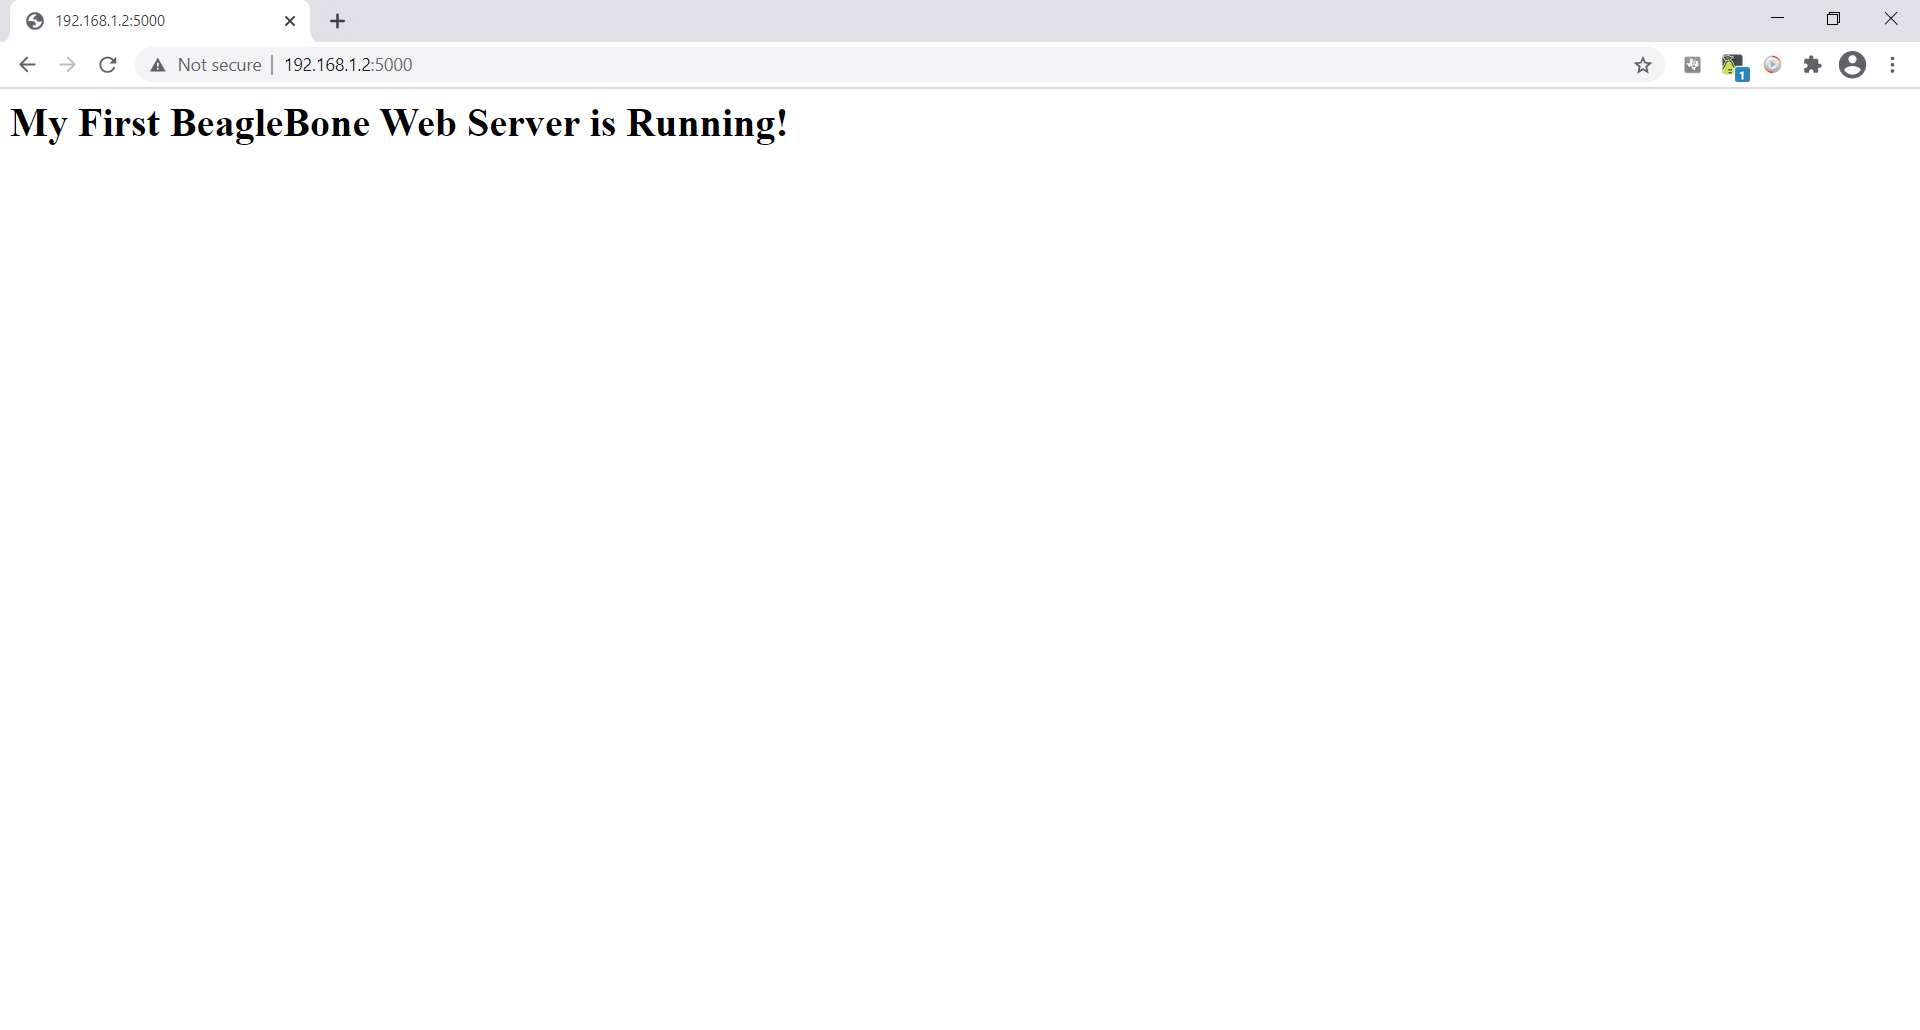 192.168.1.2:5000
Not secure 192.168.1.2:5000
1
My First BeagleBone Web Server is Running!